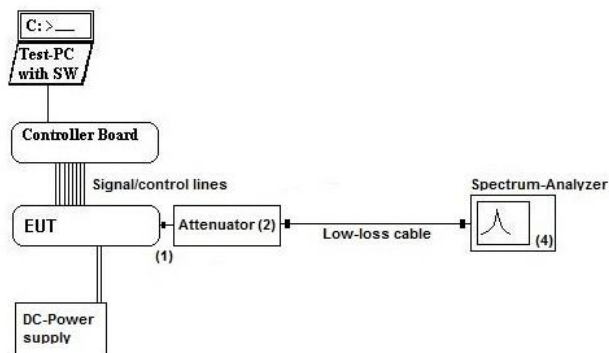 C: >__
Test-PC
with SW
Controller Board
Signal/control lines
Spectrum-Analyzer
EUT
Attenuator (2)
Low-loss cable
(4)
(1)
DC-Power
supply